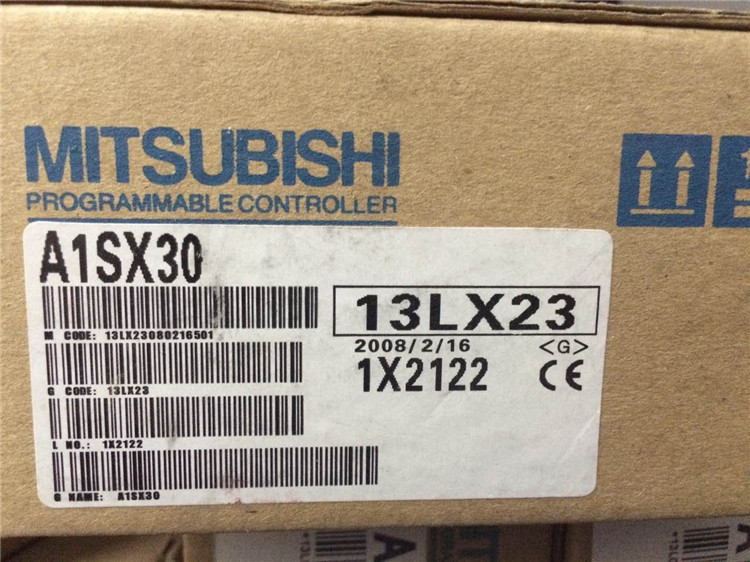 MITSUBISHI
PROGRAMMABLE CONTROLLER
A1SX30
13LX23
M CODE: 13LX23080216501
2008/2/16 <G>
1X2122 CE
G CODE: 13LX23
L NO.: 1X2122
G NAME: A1SX30